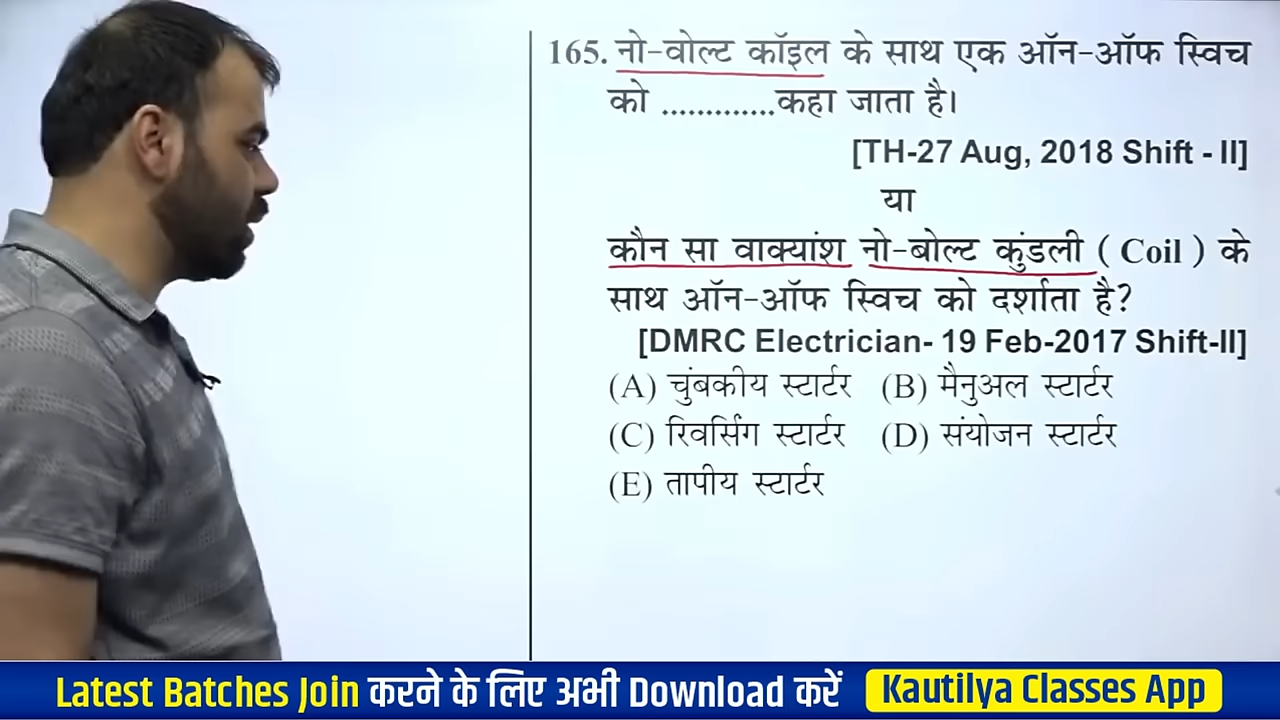 165. नो-वोल्ट कॉइल के साथ एक ऑन-ऑफ स्विच
को .............कहा जाता है।
[TH-27 Aug, 2018 Shift - II]
या
कौन सा वाक्यांश नो-बोल्ट कुंडली ( Coil ) के
साथ ऑन-ऑफ स्विच को दर्शाता है?
[DMRC Electrician- 19 Feb-2017 Shift-II]
(A) चुंबकीय स्टार्टर (B) मैनुअल स्टार्टर
(C) रिवर्सिंग स्टार्टर (D) संयोजन स्टार्टर
(E) तापीय स्टार्टर
Latest Batches Join करने के लिए अभी Download करें Kautilya Classes App